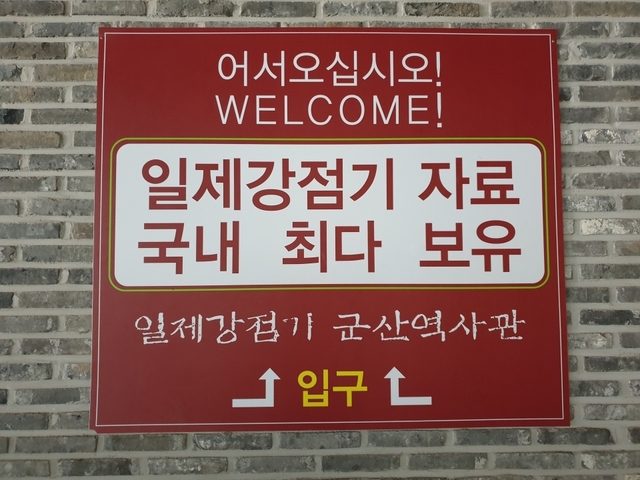 어서오십시오!
WELCOME!
일제강점기 자료
국내 최다 보유
일제강점기 군산역사관
입구